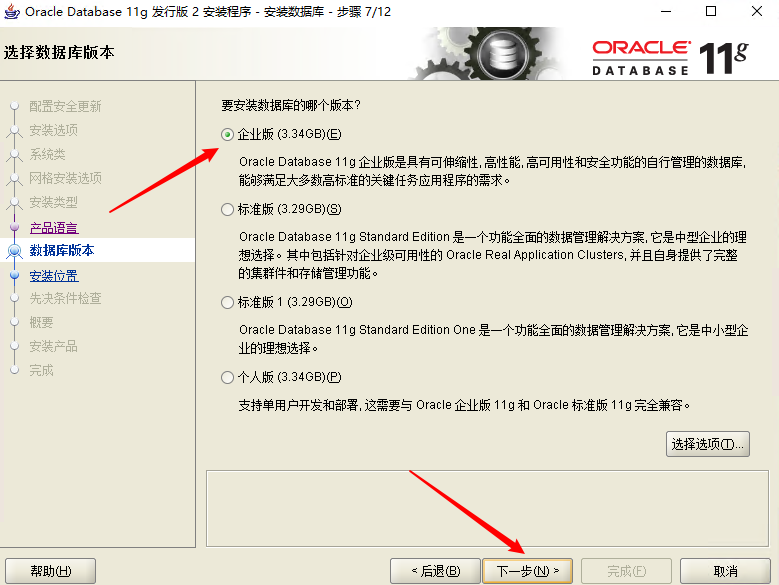 Oracle Database 11g 发行版 2 安装程序 - 安装数据库 - 步骤 7/12
选择数据库版本
ORACLE
DATABASE
11g
配置安全更新
安装选项
系统类
网格安装选项
安装类型
产品语言
数据库版本
安装位置
先决条件检查
概要
安装产品
完成
要安装数据库的哪个版本?
企业版 (3.34GB)(E)
Oracle Database 11g 企业版是具有可伸缩性, 高性能, 高可用性和安全功能的自行管理的数据库,
能够满足大多数高标准的关键任务应用程序的需求。
标准版 (3.29GB)(S)
Oracle Database 11g Standard Edition 是一个功能全面的数据管理解决方案, 它是中型企业的理
想选择。其中包括针对企业级可用性的 Oracle Real Application Clusters, 并且自身提供了完整
的集群件和存储管理功能。
标准版 1 (3.29GB)(O)
Oracle Database 11g Standard Edition One 是一个功能全面的数据管理解决方案, 它是中小型企
业的理想选择。
个人版 (3.34GB)(P)
支持单用户开发和部署, 这需要与 Oracle 企业版 11g 和 Oracle 标准版 11g 完全兼容。
选择选项(T)...
帮助(H)
< 后退(B)
下一步(N) >
完成(F)
取消